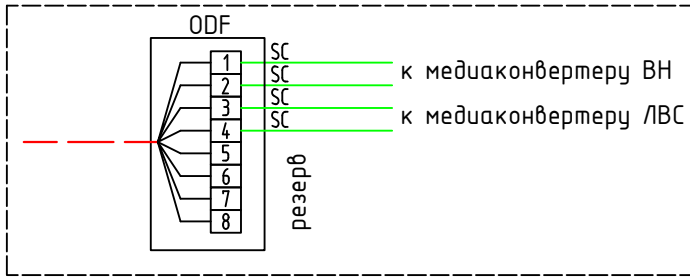 ODF
1 SC
2 SC
к медиаконвертеру ВН
3 SC
4 SC
к медиаконвертеру ЛВС
5
6
7
8
резерв